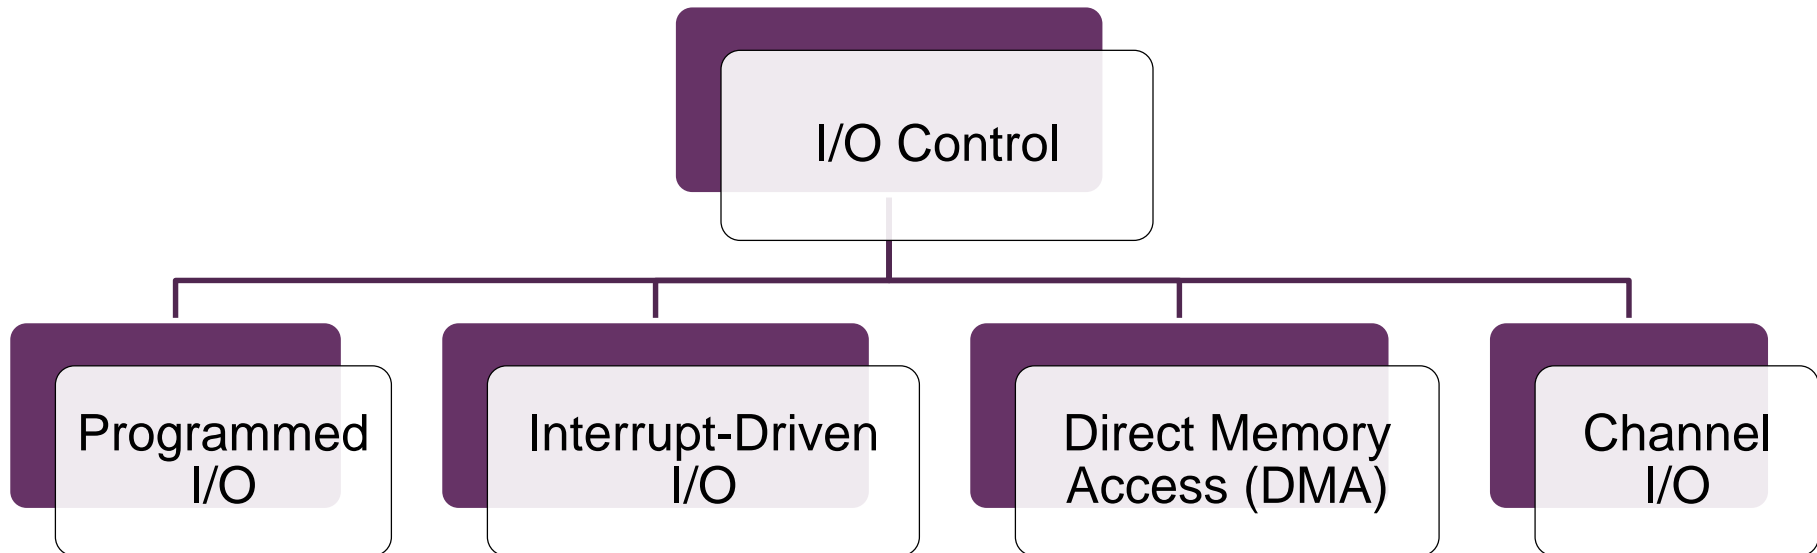 I/O Control
Programmed
I/O
Interrupt-Driven
I/O
Direct Memory
Access (DMA)
Channel
I/O